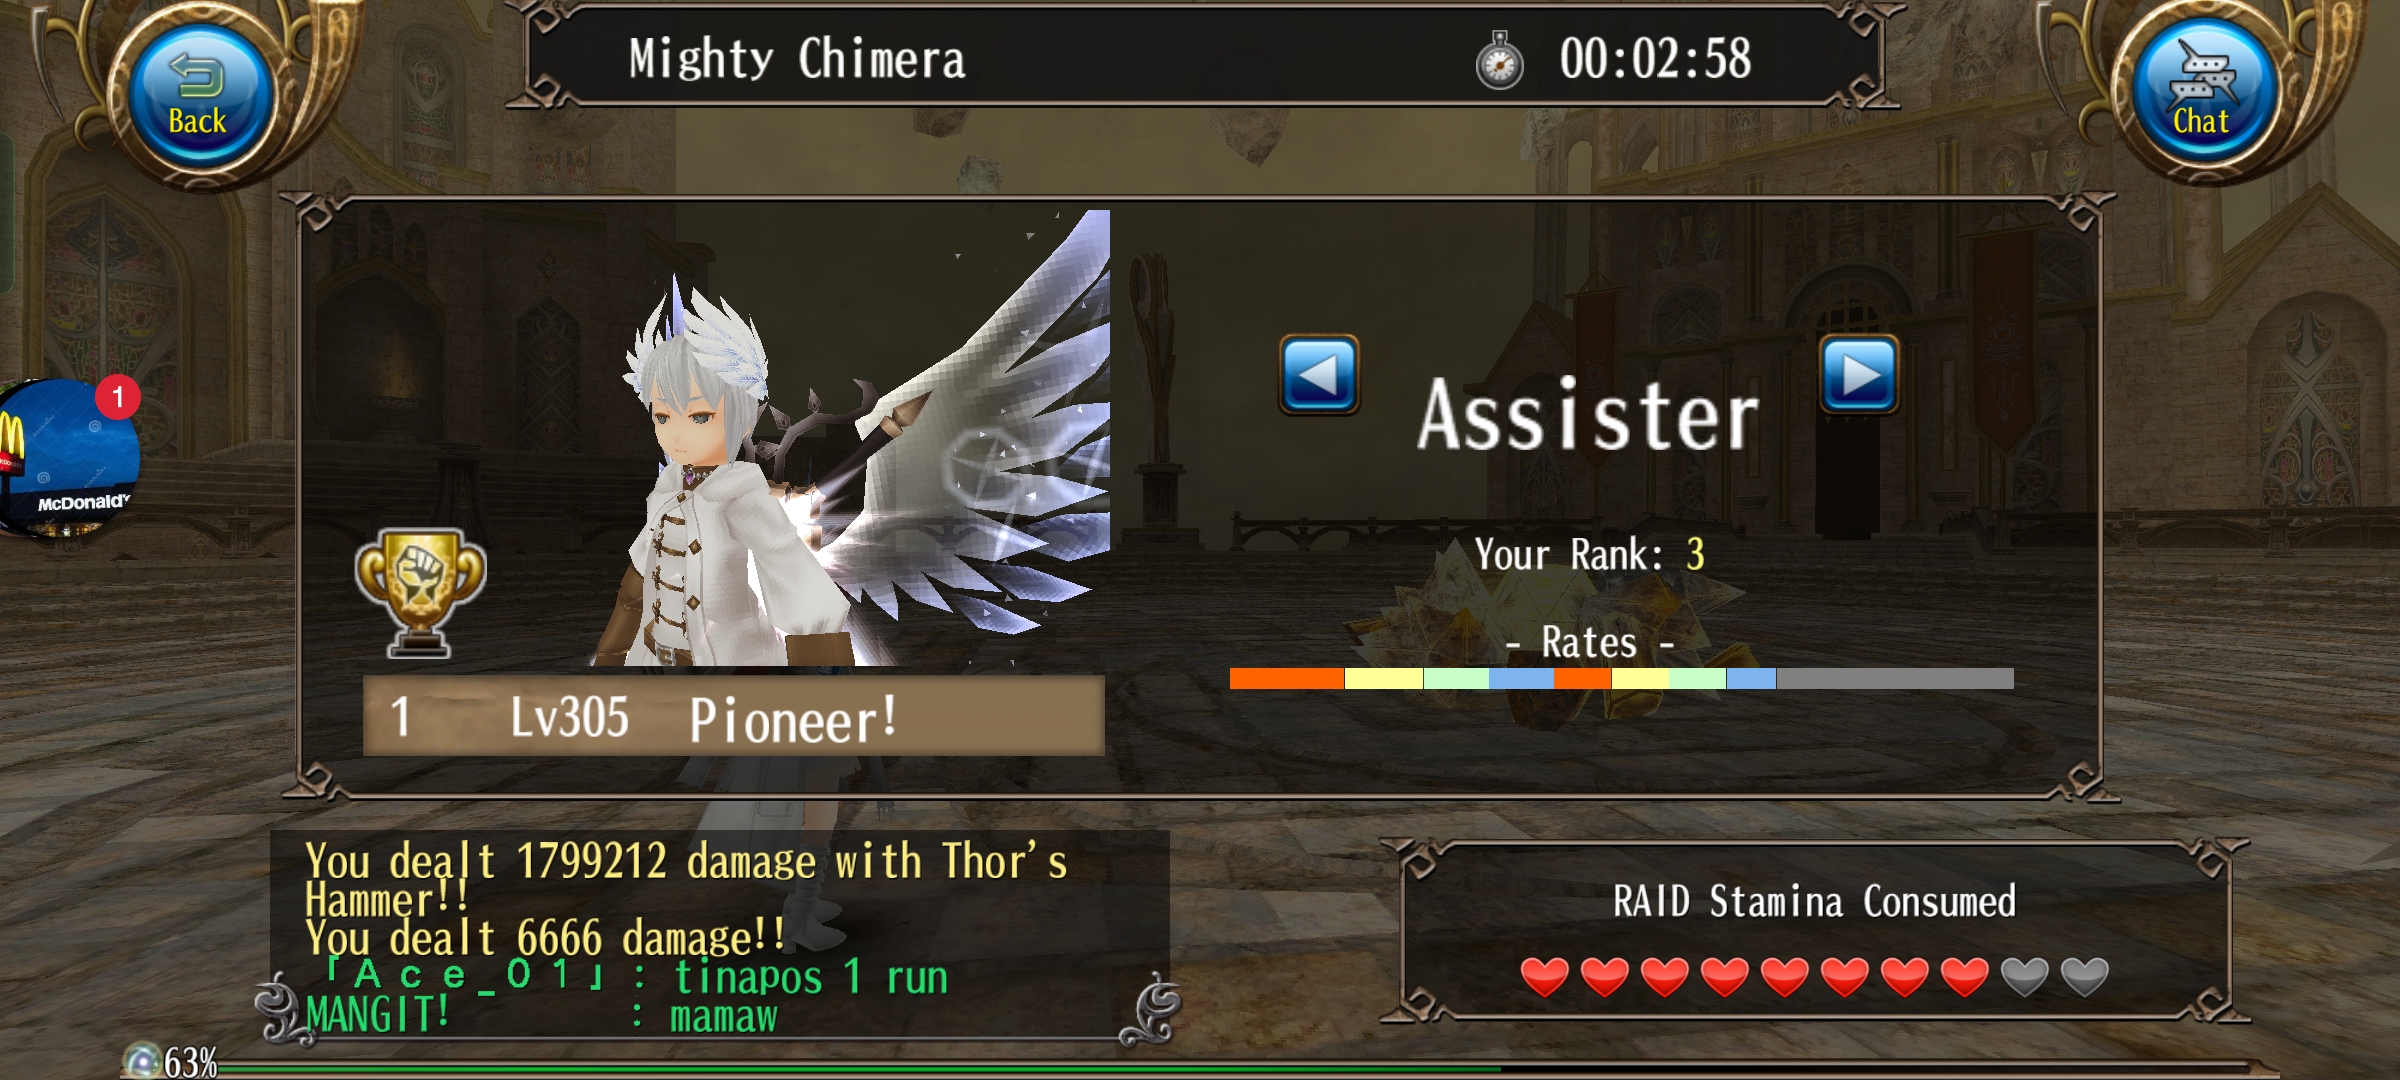 Back
Mighty Chimera
00:02:58
Chat
1
McDonald's
Assister
Your Rank: 3
- Rates -
1 Lv305 Pioneer!
You dealt 1799212 damage with Thor's
Hammer!!
You dealt 6666 damage!!
「Ａｃｅ_０１」: tinapos 1 run
MANGIT! : mamaw
RAID Stamina Consumed
63%